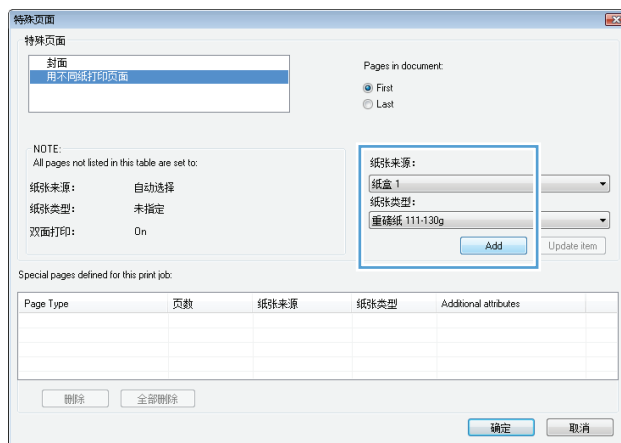 特殊页面
特殊页面
封面
用不同纸打印页面
Pages in document:
First
Last
NOTE:
All pages not listed in this table are set to:
纸张来源: 自动选择
纸张类型: 未指定
双面打印: On
纸张来源:
纸盒 1
纸张类型:
重磅纸 111-130g
Add Update item
Special pages defined for this print job:
Page Type 页数 纸张来源 纸张类型 Additional attributes
删除 全部删除
确定 取消